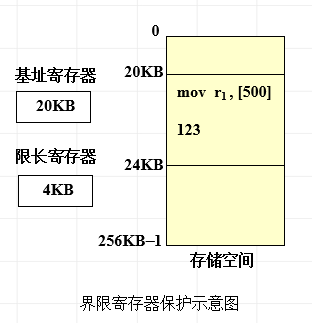 0
基址寄存器
20KB
20KB
mov r1 , [500]
123
限长寄存器
4KB
24KB
256KB–1
存储空间
界限寄存器保护示意图